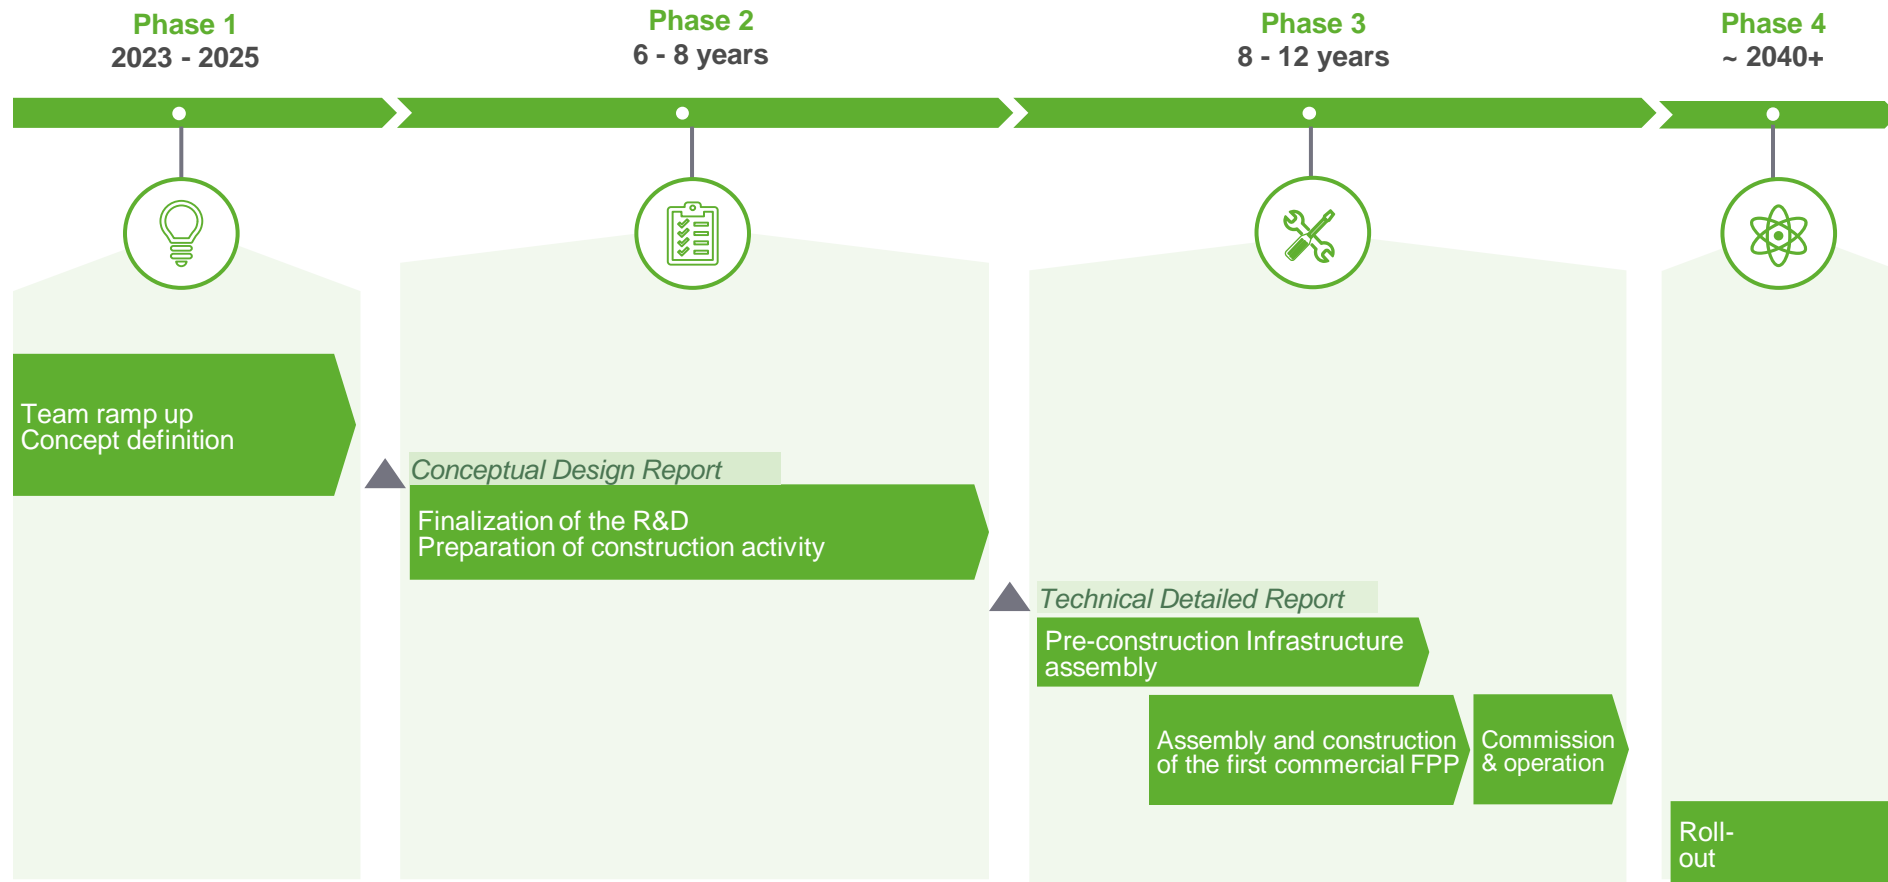 Phase 1
2023 - 2025
Phase 2
6 - 8 years
Phase 3
8 - 12 years
Phase 4
~ 2040+
Team ramp up
Concept definition
Conceptual Design Report
Finalization of the R&D
Preparation of construction activity
Technical Detailed Report
Pre-construction Infrastructure
assembly
Assembly and construction
of the first commercial FPP
Commission
& operation
Roll-
out